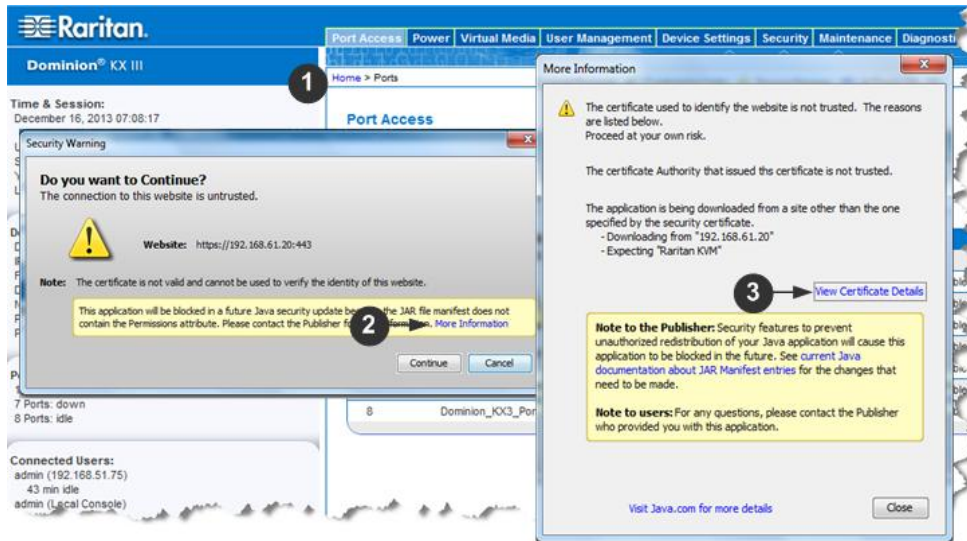 Raritan.
Dominion® KX III
Port Access Power Virtual Media User Management Device Settings Security Maintenance
1
Home > Ports
Time & Session:
December 16, 2013 07:08:17
Port Access
Security Warning
Do you want to Continue?
The connection to this website is untrusted.
Website: https://192.168.61.20:443
Note: The certificate is not valid and cannot be used to verify the identity of this website.
This application will be blocked in a future Java security
update the JAR file manifest does not
contain the Permissions attribute. Please contact the Publisher
2
More Information
Continue Cancel
7 Ports: down
8 Ports: idle
8
Connected Users:
admin (192.168.51.75)
43 min idle
admin (Local Console)
More Information
The certificate used to identify the website is not trusted. The reasons
are listed below.
Proceed at your own risk.
The certificate Authority that issued ths certificate is not trusted.
The application is being downloaded from a site other than the one
specified by the security certificate.
- Downloading from "192.168.61.20"
- Expecting "Raritan KVM"
3
View Certificate Details
Note to the Publisher: Security features to prevent
unauthorized redistribution of your Java application will cause this
application to be blocked in the future. See current Java
documentation about JAR Manifest entries for the changes that
need to be made.
Note to users: For any questions, please contact the Publisher
who provided you with this application.
Visit Java.com for more details
Close